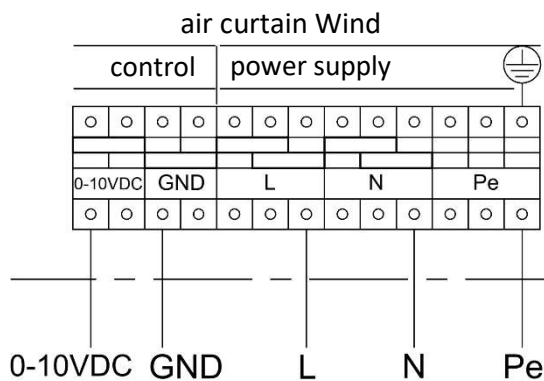 air curtain Wind
control power supply
0-10VDC GND L N Pe
0-10VDC GND L N Pe